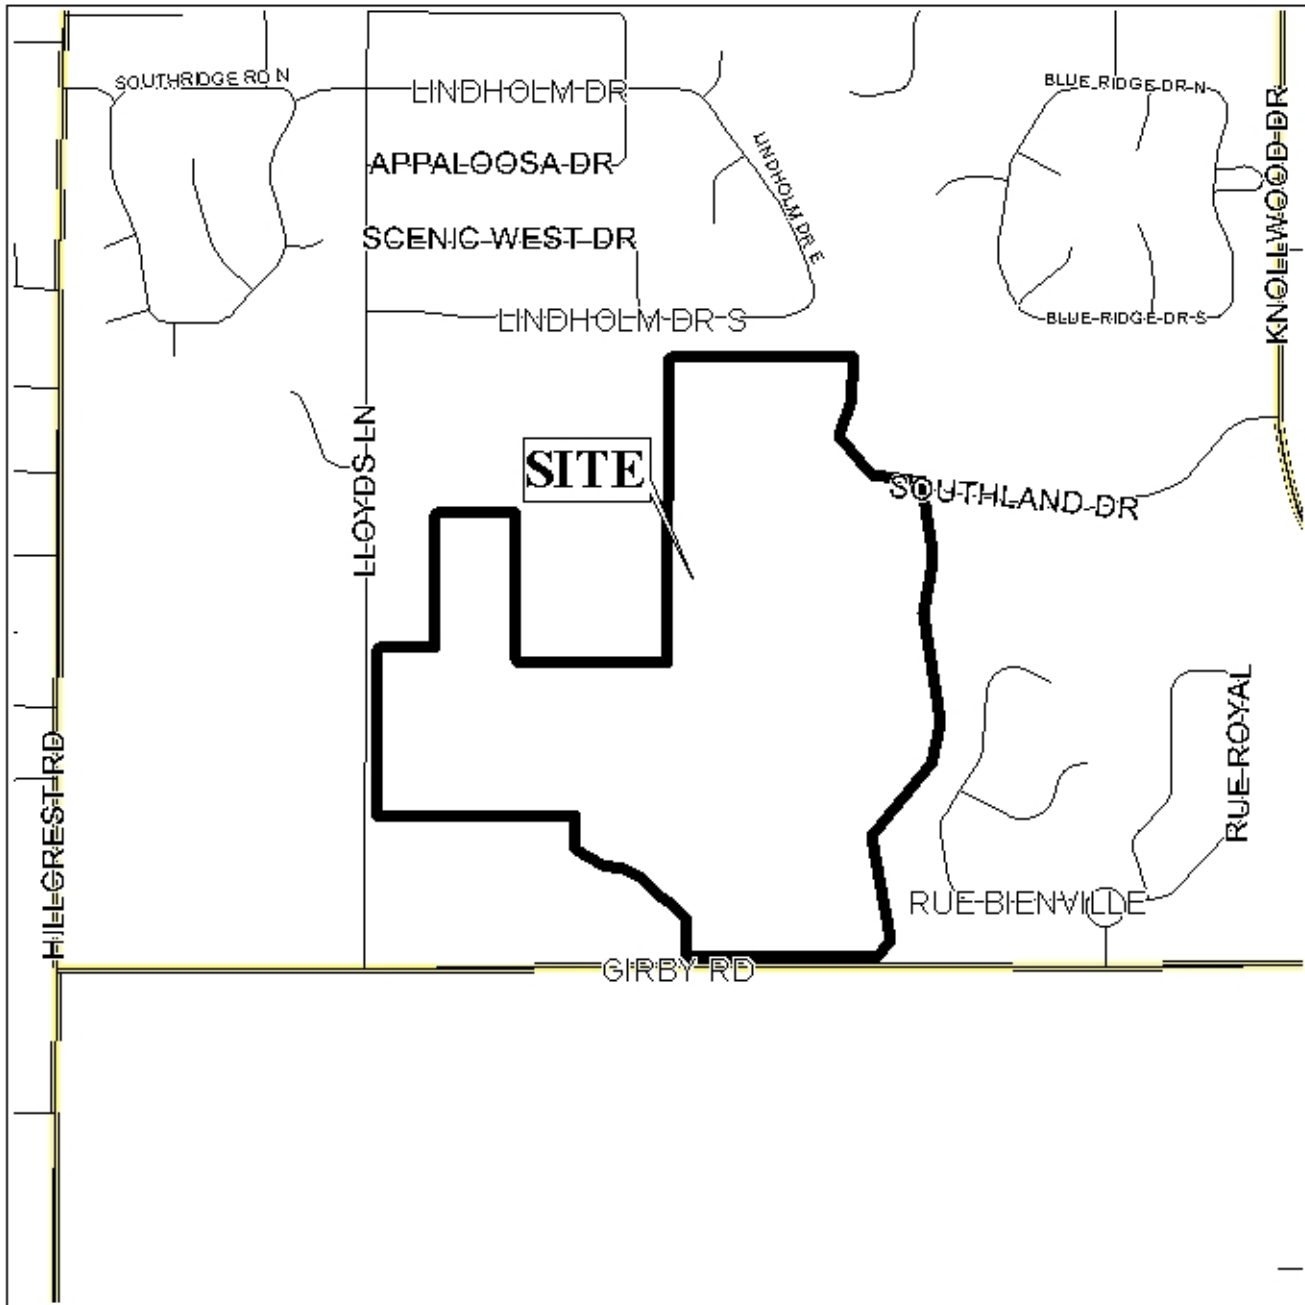 SOUTHRIDGE RD N
LINDHOLM DR
BLUE RIDGE DR N
KNOLLWOOD DR
APPALOOSA DR
LINDHOLM DR E
SCENIC WEST DR
LINDHOLM DR S
BLUE RIDGE DR S
LLOYDS LN
SITE
SOUTHLAND DR
HILLCREST RD
RUE ROYAL
RUE BIENVILLE
GIRBY RD